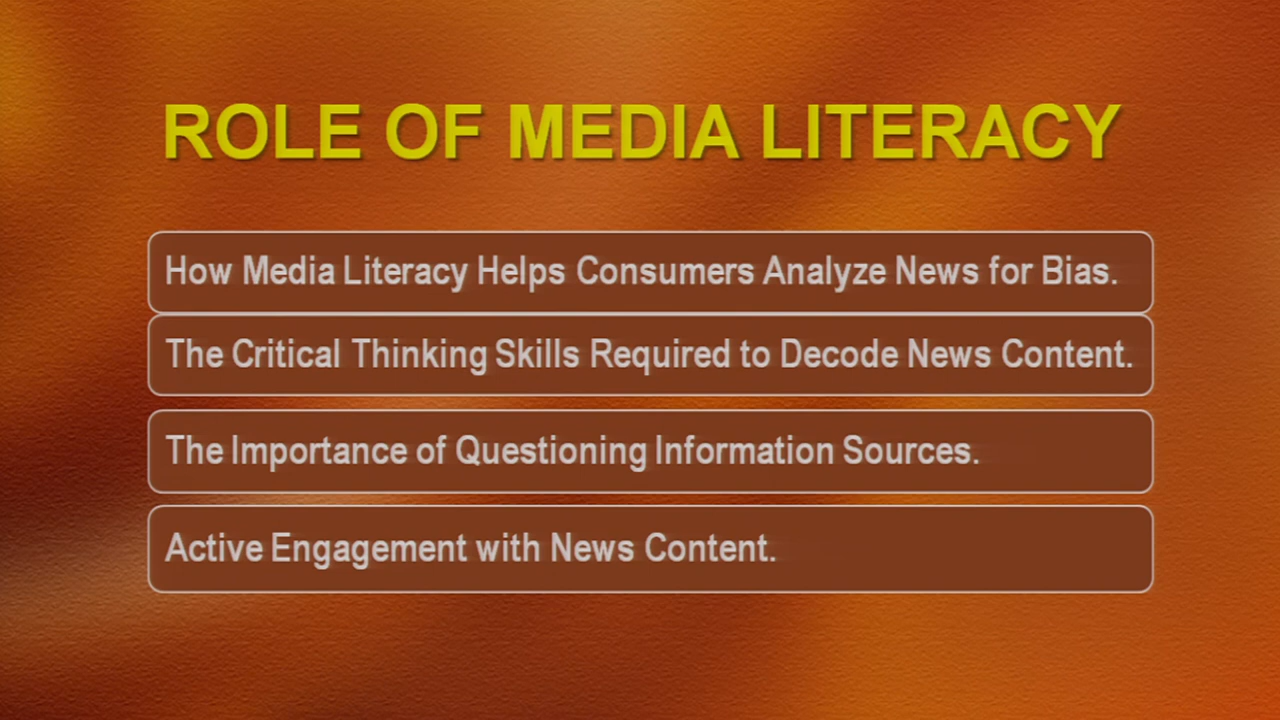 ROLE OF MEDIA LITERACY
How Media Literacy Helps Consumers Analyze News for Bias.
The Critical Thinking Skills Required to Decode News Content.
The Importance of Questioning Information Sources.
Active Engagement with News Content.